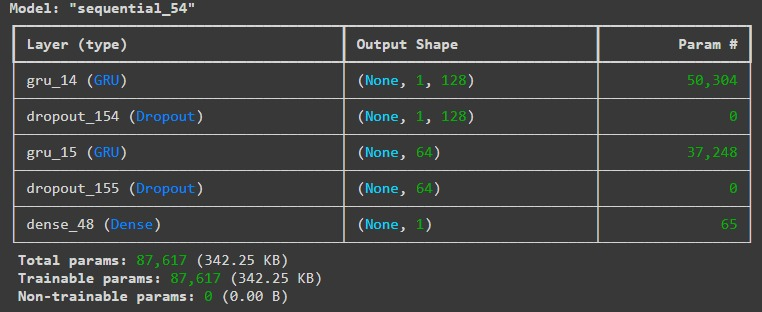 Model: "sequential_54"
Layer (type) Output Shape Param #
gru_14 (GRU) (None, 1, 128) 50,304
dropout_154 (Dropout) (None, 1, 128) 0
gru_15 (GRU) (None, 64) 37,248
dropout_155 (Dropout) (None, 64) 0
dense_48 (Dense) (None, 1) 65
Total params: 87,617 (342.25 KB)
Trainable params: 87,617 (342.25 KB)
Non-trainable params: 0 (0.00 B)